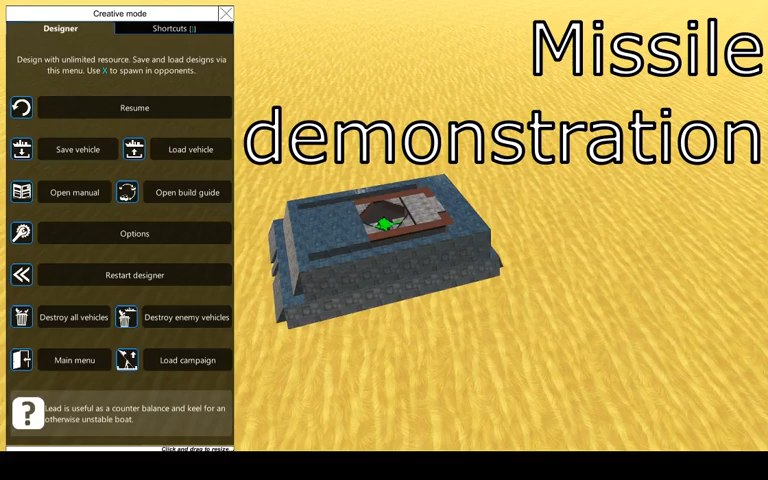 Creative mode
Designer
Shortcuts []
Design with unlimited resource. Save and load designs via
this menu. Use X to spawn in opponents.
Resume
Save vehicle
Load vehicle
Open manual
Open build guide
Options
Restart designer
Destroy all vehicles
Destroy enemy vehicles
Main menu
Load campaign
?
Lead is useful as a counter balance and keel for an
otherwise unstable boat.
Click and drag to resize.
Missile
demonstration